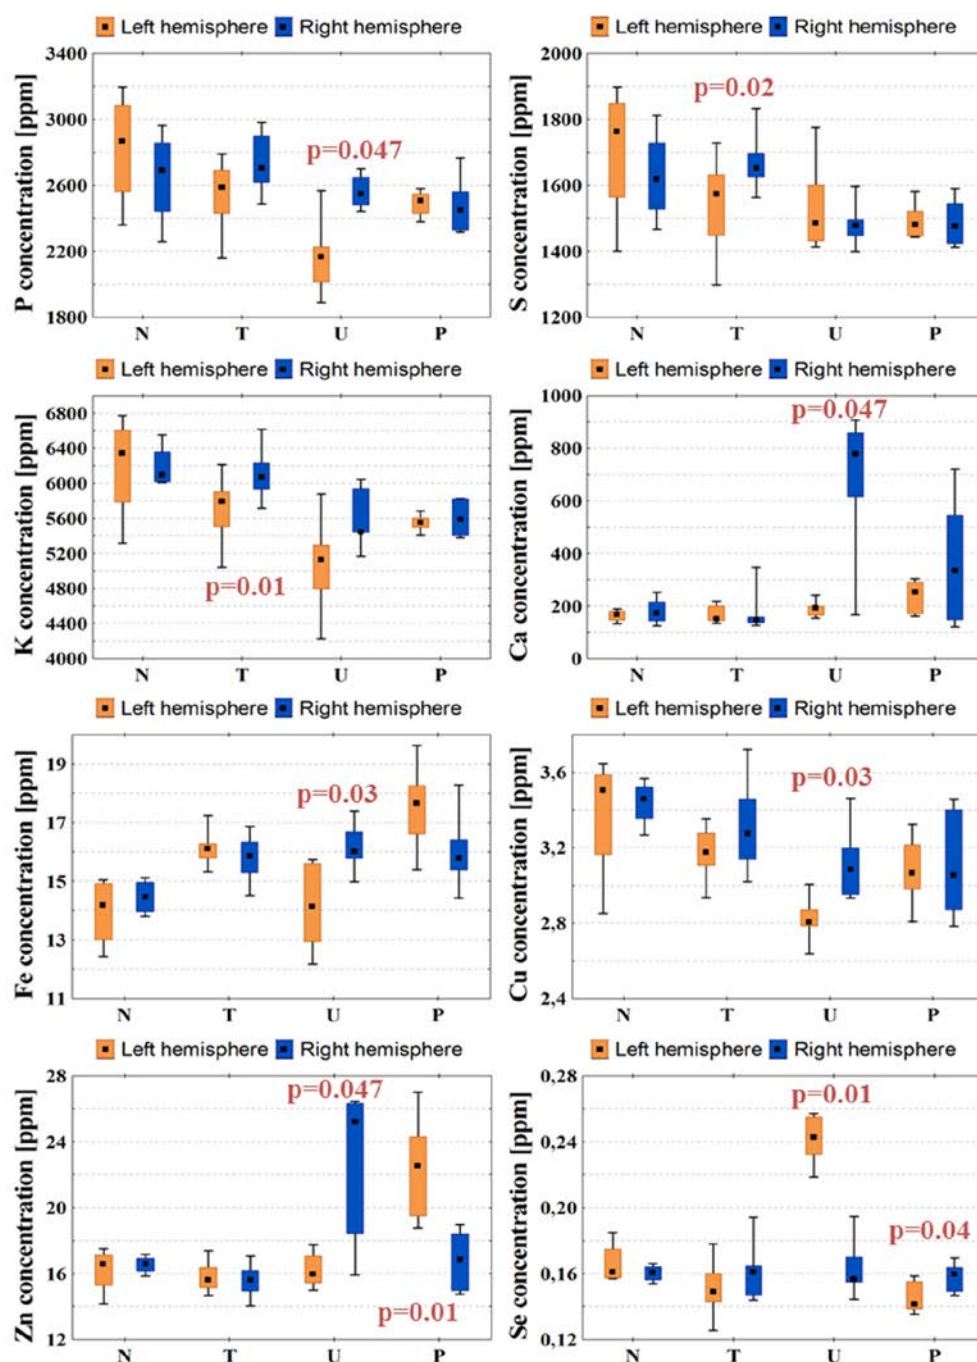 Left hemisphere Right hemisphere
P concentration [ppm]
3400
3000
2600
2200
1800
p=0.047
N T U P
Left hemisphere Right hemisphere
S concentration [ppm]
2000
1800
1600
1400
1200
p=0.02
N T U P
Left hemisphere Right hemisphere
K concentration [ppm]
6800
6400
6000
5600
5200
4800
4400
4000
p=0.01
N T U P
Left hemisphere Right hemisphere
Ca concentration [ppm]
1000
800
600
400
200
0
p=0.047
N T U P
Left hemisphere Right hemisphere
Fe concentration [ppm]
19
17
15
13
11
p=0.03
N T U P
Left hemisphere Right hemisphere
Cu concentration [ppm]
3,6
3,2
2,8
2,4
p=0.03
N T U P
Left hemisphere Right hemisphere
Zn concentration [ppm]
28
24
20
16
12
p=0.047
p=0.01
N T U P
Left hemisphere Right hemisphere
Se concentration [ppm]
0,28
0,24
0,20
0,16
0,12
p=0.01
p=0.04
N T U P